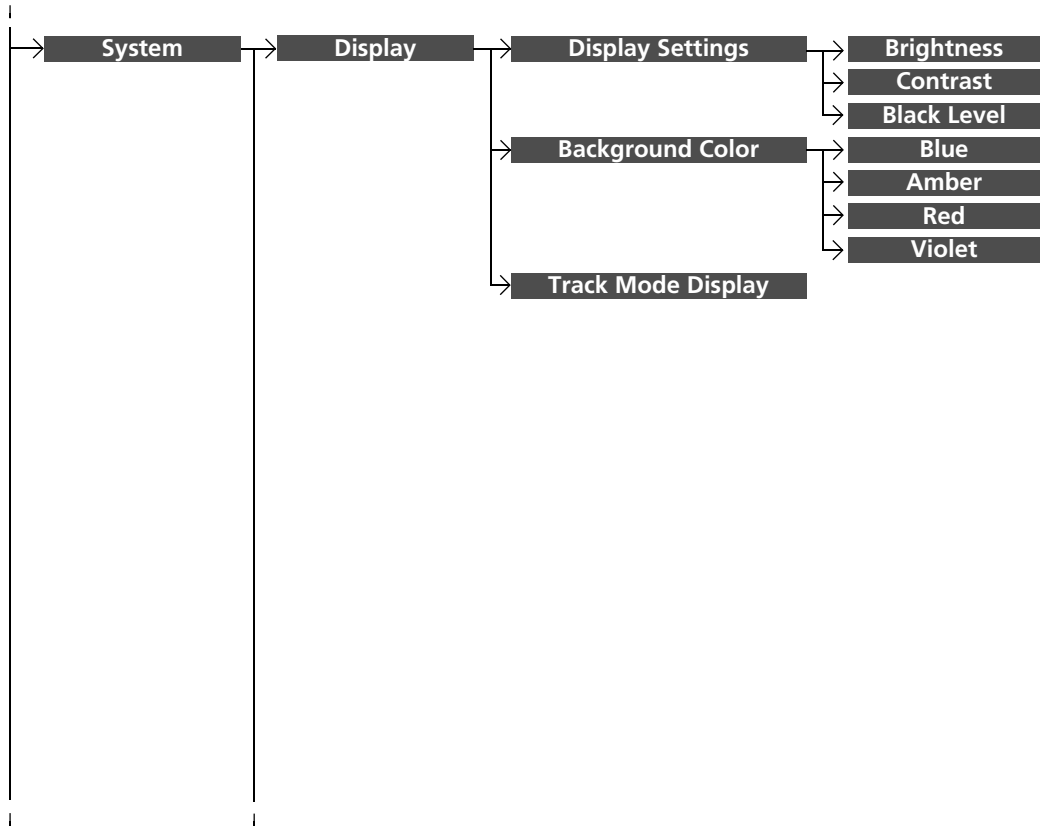 System Display Display Settings Brightness
Contrast
Black Level
Background Color Blue
Amber
Red
Violet
Track Mode Display